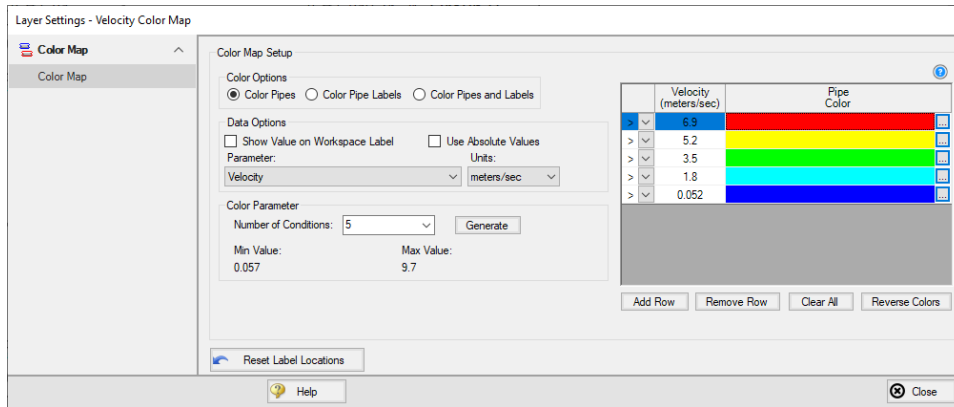 Layer Settings - Velocity Color Map
Color Map
Color Map
Color Map Setup
Color Options
Color Pipes Color Pipe Labels Color Pipes and Labels
Data Options
Show Value on Workspace Label Use Absolute Values
Parameter: Units:
Velocity meters/sec
Color Parameter
Number of Conditions: 5 Generate
Min Value: Max Value:
0.057 9.7
Velocity Pipe
(meters/sec) Color
> 6.9 ...
> 5.2 ...
> 3.5 ...
> 1.8 ...
> 0.052 ...
Add Row Remove Row Clear All Reverse Colors
Reset Label Locations
Help Close